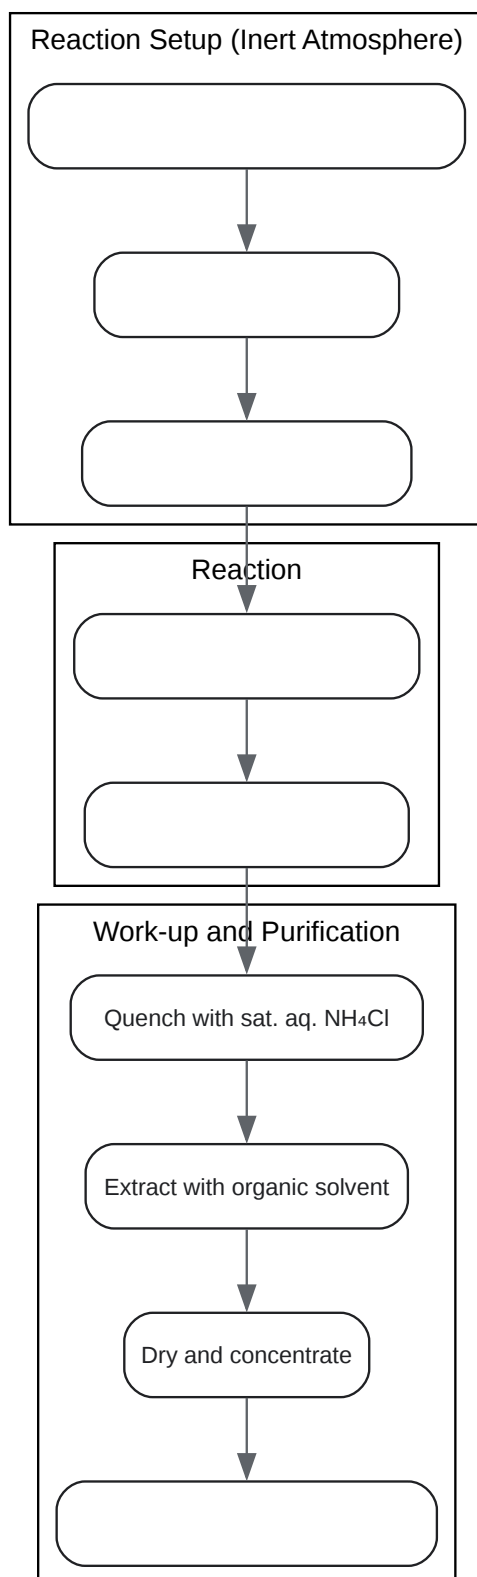 Reaction Setup (Inert Atmosphere)
Reaction
Work-up and Purification
Quench with sat. aq. NH₄Cl
Extract with organic solvent
Dry and concentrate